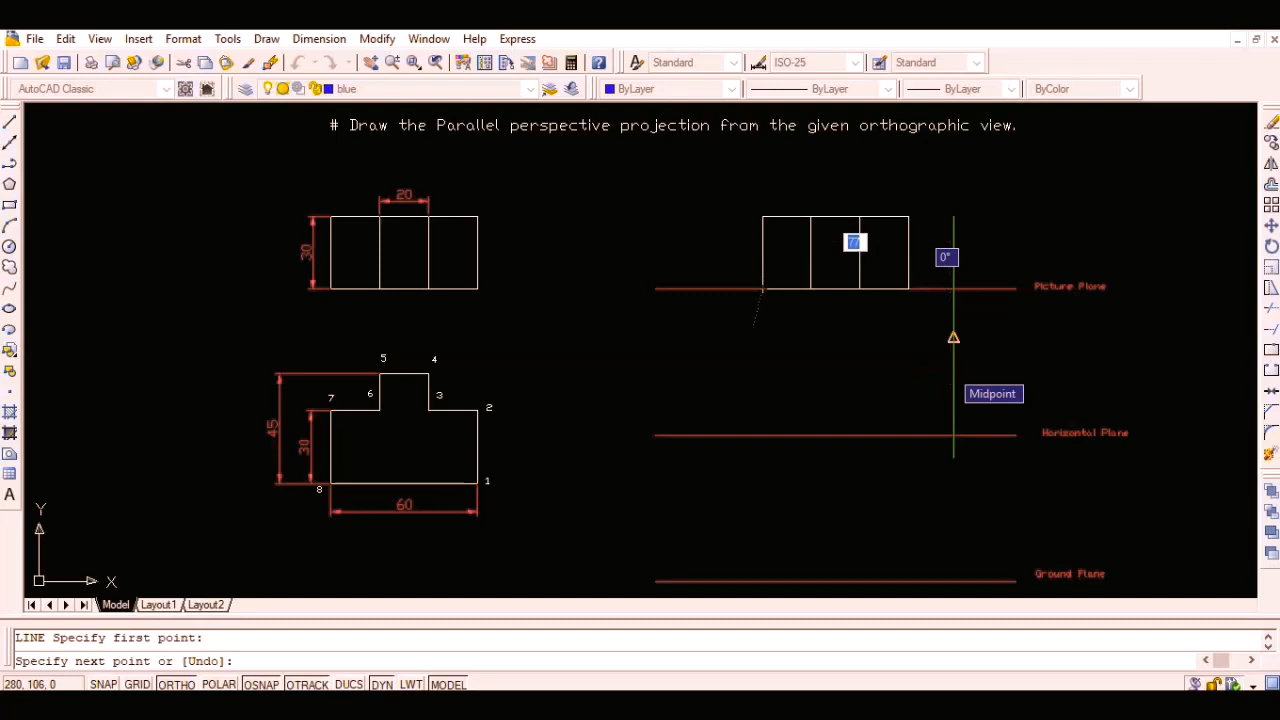 File Edit View Insert Format Tools Draw Dimension Modify Window Help Express
Standard ISO-25 Standard
AutoCAD Classic blue ByLayer ByLayer ByLayer ByColor
# Draw the Parallel perspective projection from the given orthographic view.
20
30
77
0°
Picture Plane
5 4
Midpoint
7 6 3 2
45
30
Horizontal Plane
8 1
60
Y
X
Ground Plane
Model Layout1 Layout2
LINE Specify first point:
Specify next point or [Undo]:
280, 106, 0 SNAP GRID ORTHO POLAR OSNAP OTRACK DUCS DYN LWT MODEL
A